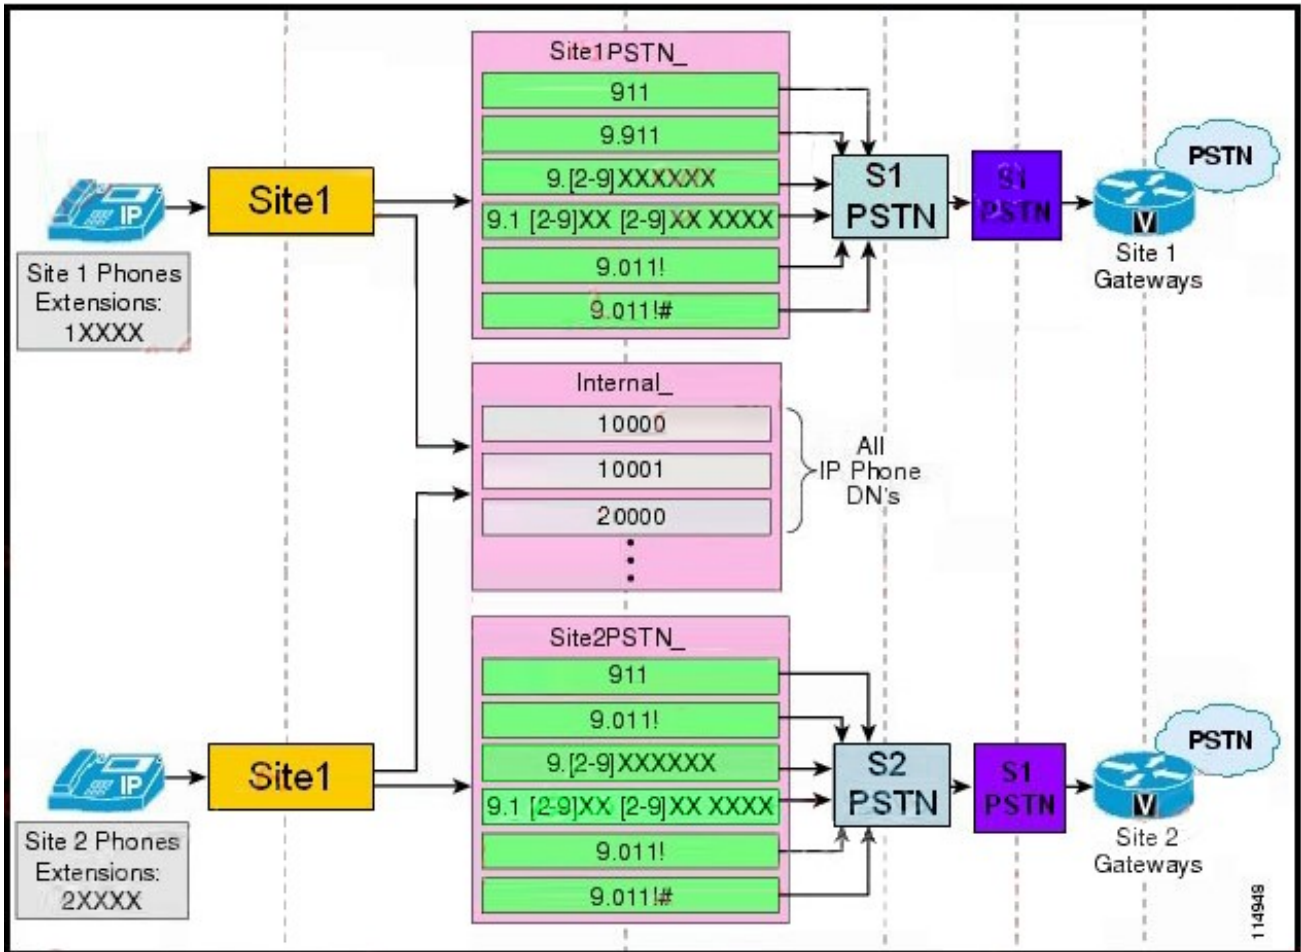 Site1PSTN_
911
9.911
9.[2-9]XXXXXX
9.1 [2-9]XX [2-9]XX XXXX
9.011!
9.011!#
IP
Site 1 Phones
Extensions:
1XXXX
Site1
S1
PSTN
S1
PSTN
PSTN
V
Site 1
Gateways
Internal_
10000
10001
20000
All
IP Phone
DN's
Site2PSTN_
911
9.011!
9.[2-9]XXXXXX
9.1 [2-9]XX [2-9]XX XXXX
9.011!
9.011!#
IP
Site 2 Phones
Extensions:
2XXXX
Site1
S2
PSTN
S1
PSTN
PSTN
V
Site 2
Gateways
114948